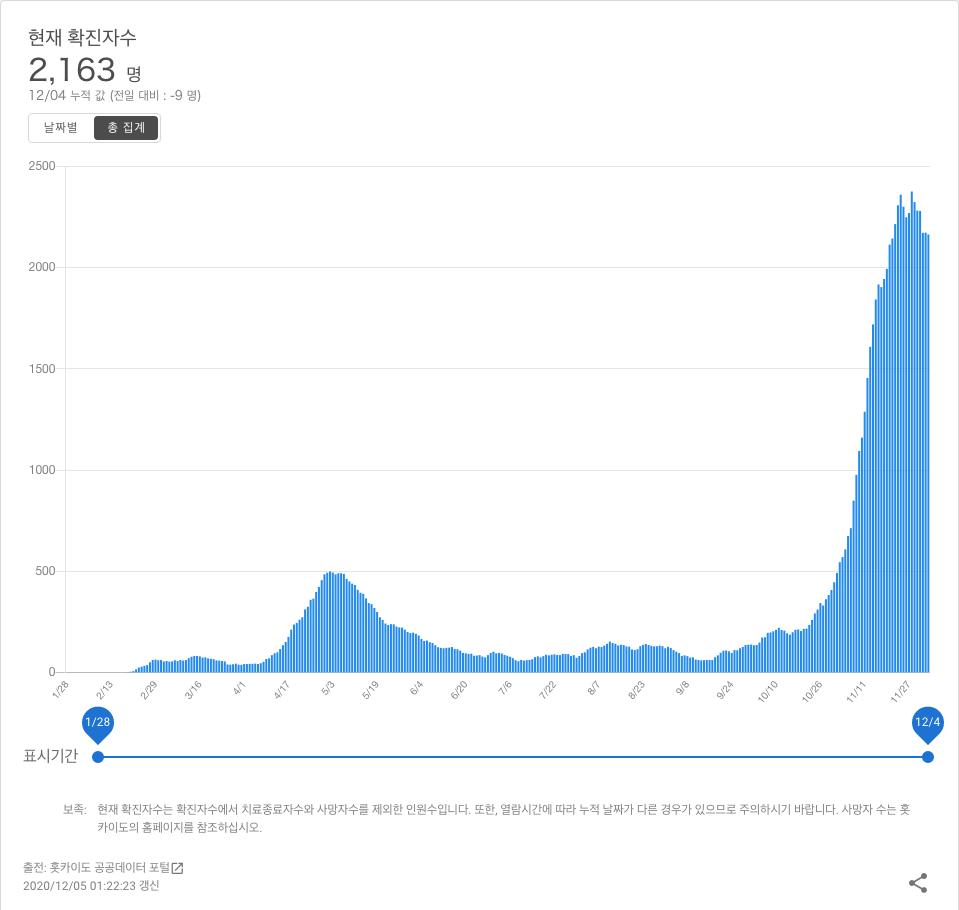 현재 확진자수
2,163 명
12/04 누적 값 (전일 대비 : -9 명)
날짜별 총 집계
2500
2000
1500
1000
500
0
1/28 2/13 2/29 3/16 4/1 4/17 5/3 5/19 6/4 6/20 7/6 7/22 8/7 8/23 9/8 9/24 10/10 10/26 11/11 11/27
1/28 12/4
표시기간
보족: 현재 확진자수는 확진자수에서 치료종료자수와 사망자수를 제외한 인원수입니다. 또한, 열람시간에 따라 누적 날짜가 다른 경우가 있으므로 주의하시기 바랍니다. 사망자 수는 홋
카이도의 홈페이지를 참조하십시오.
출전: 홋카이도 공공데이터 포털
2020/12/05 01:22:23 갱신